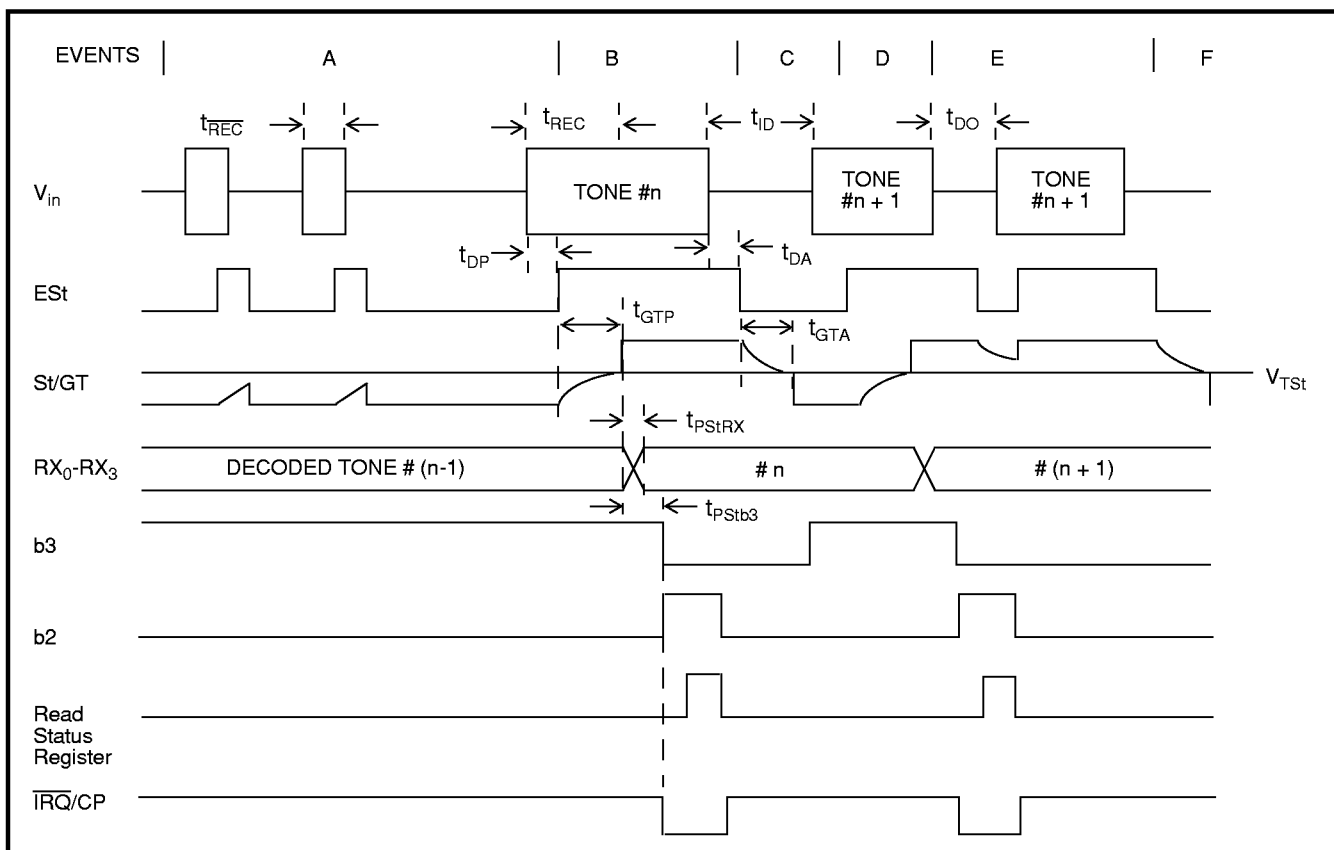 EVENTS A B C D E F
tREC tREC tID tDO
Vin
TONE #n
TONE
#n + 1
TONE
#n + 1
tDP tDA
ESt
tGTP tGTA
St/GT
VTSt
tPStRX
RX0-RX3 DECODED TONE # (n-1) # n # (n + 1)
tPStb3
b3
b2
Read
Status
Register
IRQ/CP